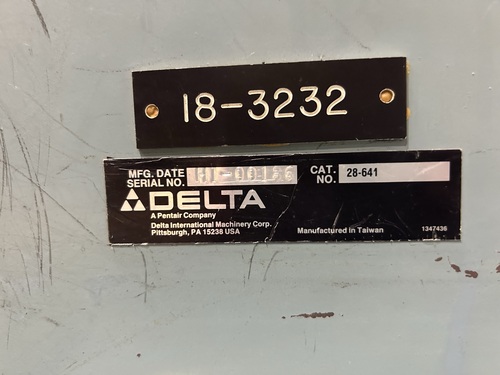 18-3232
MFG. DATE
SERIAL NO.
CAT.
NO.
28-641
DELTA
A Pentair Company
Delta International Machinery Corp.
Pittsburgh, PA 15238 USA
Manufactured in Taiwan
1347436